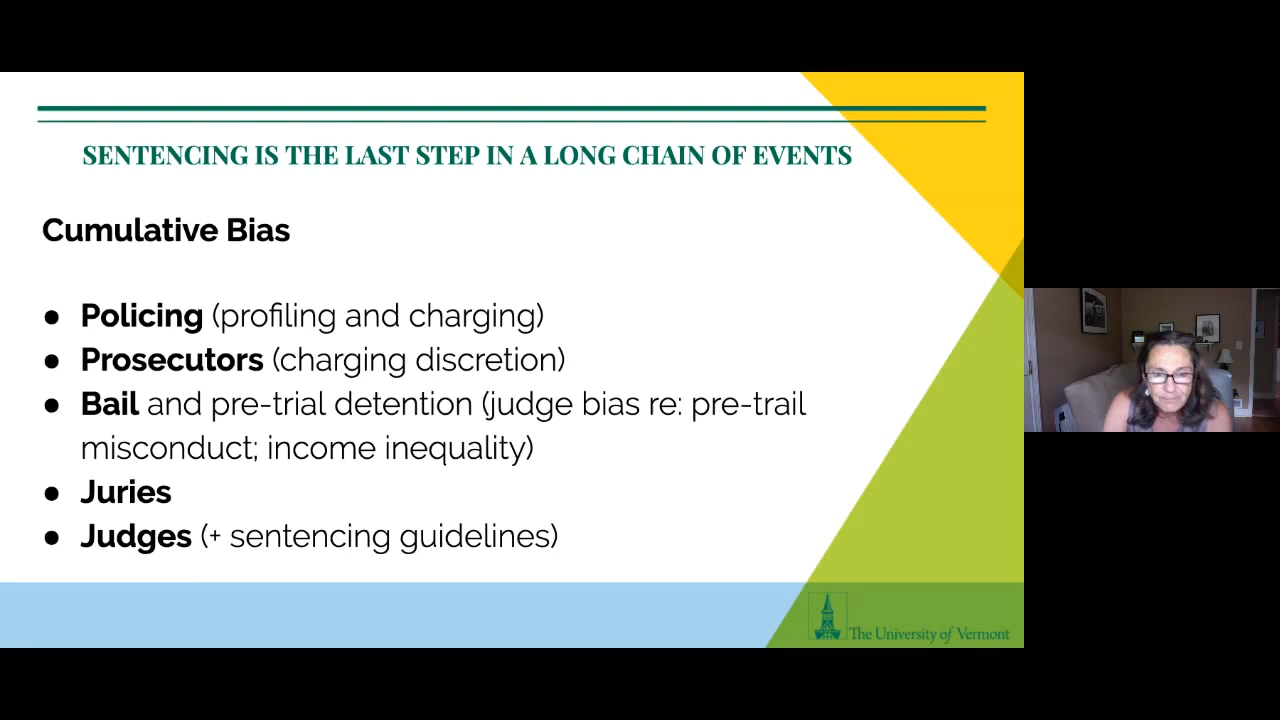 SENTENCING IS THE LAST STEP IN A LONG CHAIN OF EVENTS
Cumulative Bias
● Policing (profiling and charging)
● Prosecutors (charging discretion)
● Bail and pre-trial detention (judge bias re: pre-trail
misconduct; income inequality)
● Juries
● Judges (+ sentencing guidelines)
The University of Vermont